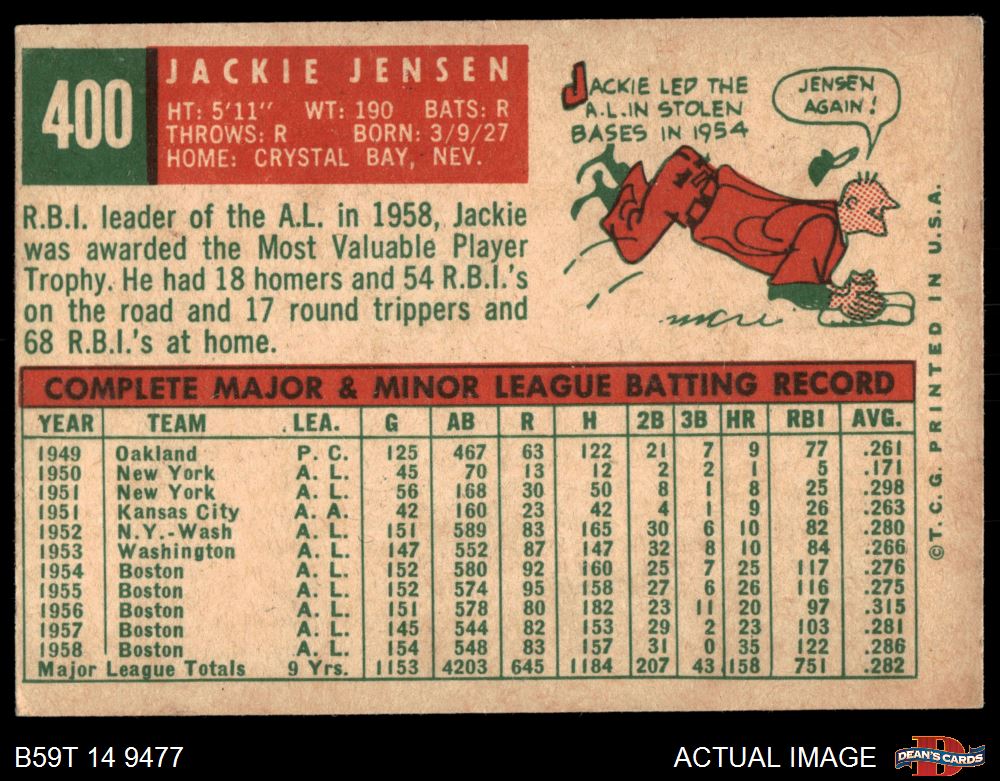 400
JACKIE JENSEN
HT: 5'11" WT: 190 BATS: R
THROWS: R BORN: 3/9/27
HOME: CRYSTAL BAY, NEV.
R.B.I. leader of the A.L. in 1958, Jackie
was awarded the Most Valuable Player
Trophy. He had 18 homers and 54 R.B.I.'s
on the road and 17 round trippers and
68 R.B.I.'s at home.
JACKIE LED THE
A.L. IN STOLEN
BASES IN 1954
JENSEN
AGAIN!
COMPLETE MAJOR & MINOR LEAGUE BATTING RECORD
YEAR TEAM LEA. G AB R H 2B 3B HR RBI AVG.
1949 Oakland P. C. 125 467 63 122 21 7 9 77 .261
1950 New York A. L. 45 70 13 12 2 2 1 5 .171
1951 New York A. L. 56 168 30 50 8 1 8 25 .298
1951 Kansas City A. A. 42 160 23 42 4 1 9 26 .263
1952 N.Y.-Wash A. L. 151 589 83 165 30 6 10 82 .280
1953 Washington A. L. 147 552 87 147 32 8 10 84 .266
1954 Boston A. L. 152 580 92 160 25 7 25 117 .276
1955 Boston A. L. 152 574 95 158 27 6 26 116 .275
1956 Boston A. L. 151 578 80 182 23 11 20 97 .315
1957 Boston A. L. 145 544 82 153 29 2 23 103 .281
1958 Boston A. L. 154 548 83 157 31 0 35 122 .286
Major League Totals 9 Yrs. 1153 4203 645 1184 207 43 158 751 .282
©T.C.G. PRINTED IN U.S.A.
B59T 14 9477
ACTUAL IMAGE
D
DEAN'S CARDS